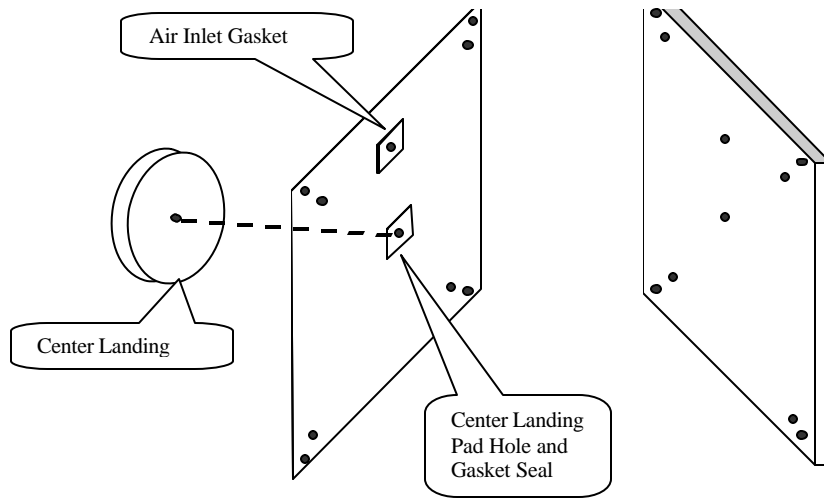 Air Inlet Gasket
Center Landing
Center Landing
Pad Hole and
Gasket Seal